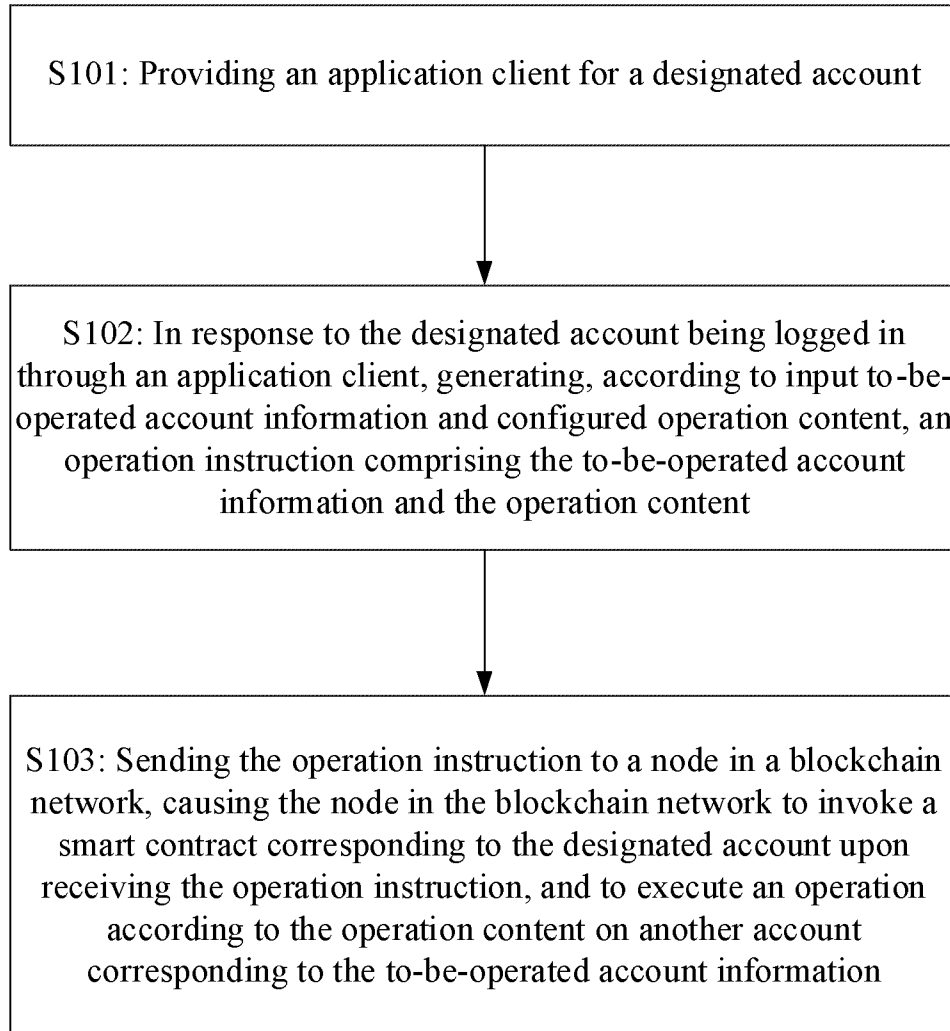 S101: Providing an application client for a designated account
S102: In response to the designated account being logged in
through an application client, generating, according to input to-be-
operated account information and configured operation content, an
operation instruction comprising the to-be-operated account
information and the operation content
S103: Sending the operation instruction to a node in a blockchain
network, causing the node in the blockchain network to invoke a
smart contract corresponding to the designated account upon
receiving the operation instruction, and to execute an operation
according to the operation content on another account
corresponding to the to-be-operated account information